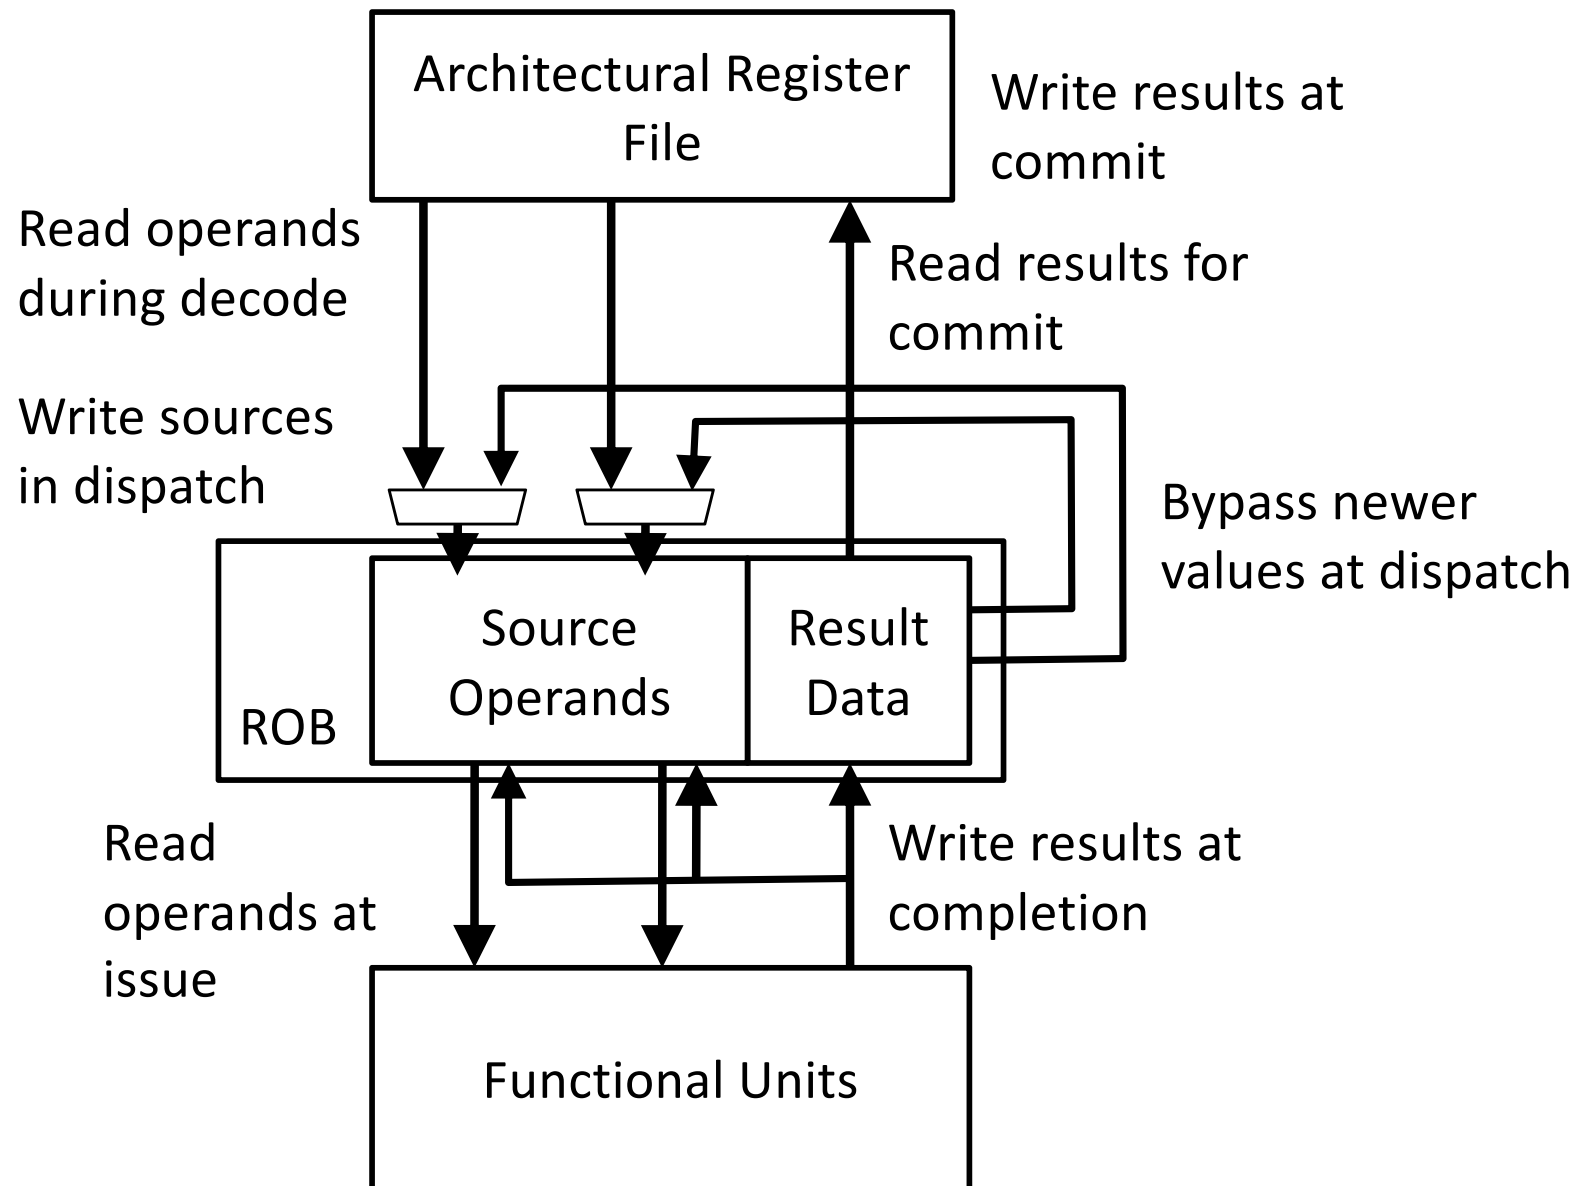 Architectural Register
File
Write results at
commit
Read operands
during decode
Read results for
commit
Write sources
in dispatch
Bypass newer
values at dispatch
Source
Operands
Result
Data
ROB
Read
operands at
issue
Write results at
completion
Functional Units